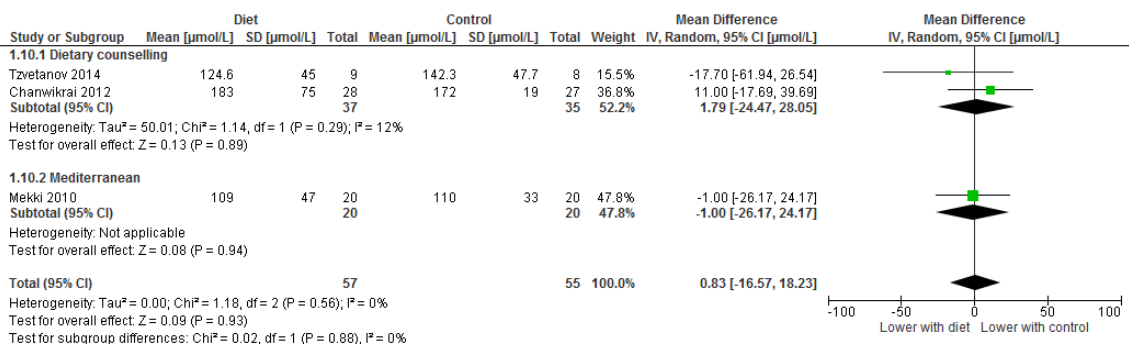 Diet Control Mean Difference Mean Difference
Study or Subgroup Mean [µmol/L] SD [µmol/L] Total Mean [µmol/L] SD [µmol/L] Total Weight IV, Random, 95% CI [µmol/L] IV, Random, 95% CI [µmol/L]
1.10.1 Dietary counselling
Tzvetanov 2014 124.6 45 9 142.3 47.7 8 15.5% -17.70 [-61.94, 26.54]
Chanwikrai 2012 183 75 28 172 19 27 36.8% 11.00 [-17.69, 39.69]
Subtotal (95% CI) 37 35 52.2% 1.79 [-24.47, 28.05]
Heterogeneity: Tau² = 50.01; Chi² = 1.14, df = 1 (P = 0.29); I² = 12%
Test for overall effect: Z = 0.13 (P = 0.89)
1.10.2 Mediterranean
Mekki 2010 109 47 20 110 33 20 47.8% -1.00 [-26.17, 24.17]
Subtotal (95% CI) 20 20 47.8% -1.00 [-26.17, 24.17]
Heterogeneity: Not applicable
Test for overall effect: Z = 0.08 (P = 0.94)
Total (95% CI) 57 55 100.0% 0.83 [-16.57, 18.23]
Heterogeneity: Tau² = 0.00; Chi² = 1.18, df = 2 (P = 0.56); I² = 0%
Test for overall effect: Z = 0.09 (P = 0.93)
Test for subgroup differences: Chi² = 0.02, df = 1 (P = 0.88), I² = 0%
-100 -50 0 50 100
Lower with diet Lower with control